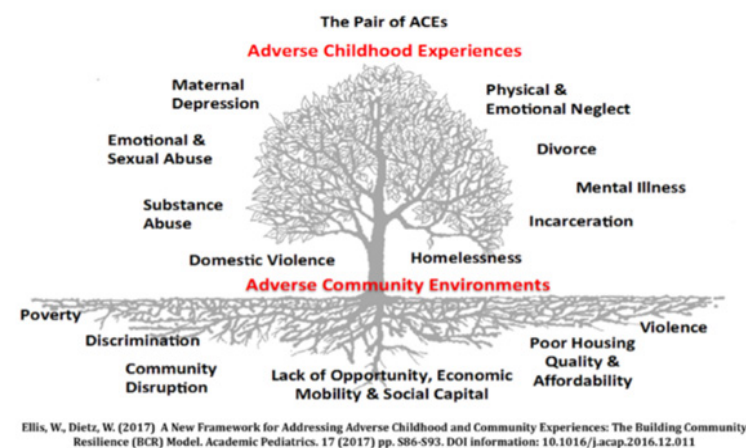 The Pair of ACEs
Adverse Childhood Experiences
Maternal
Depression
Physical &
Emotional Neglect
Emotional &
Sexual Abuse
Divorce
Mental Illness
Substance
Abuse
Incarceration
Domestic Violence
Homelessness
Adverse Community Environments
Poverty
Violence
Discrimination
Poor Housing
Quality &
Affordability
Community
Disruption
Lack of Opportunity, Economic
Mobility & Social Capital
Ellis, W., Dietz, W. (2017) A New Framework for Addressing Adverse Childhood and Community Experiences: The Building Community
Resilience (BCR) Model. Academic Pediatrics. 17 (2017) pp. S86-S93. DOI information: 10.1016/j.acap.2016.12.011